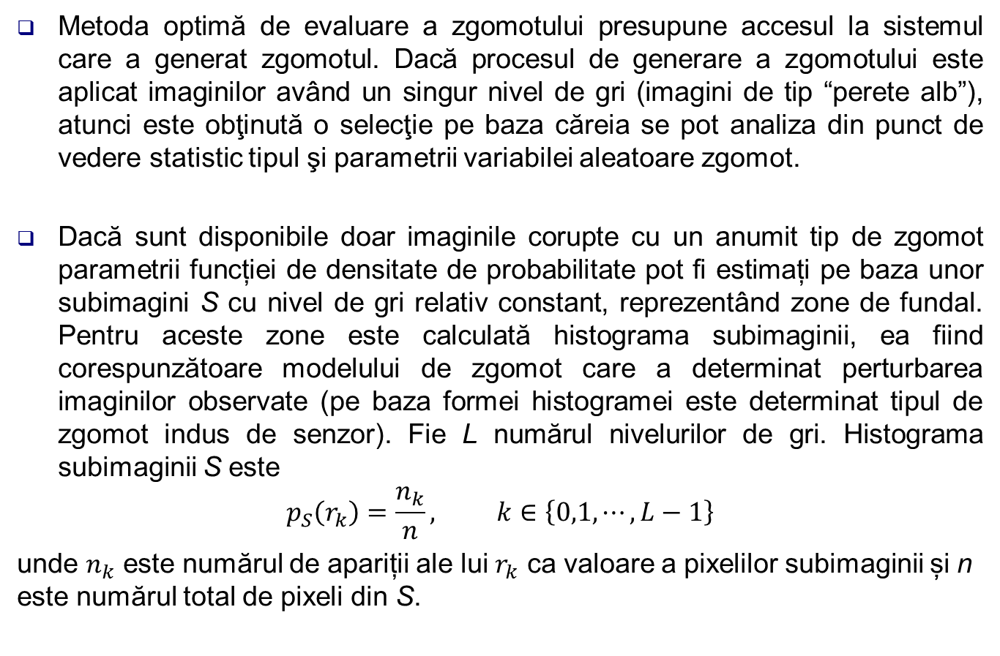 ❑ Metoda optimă de evaluare a zgomotului presupune accesul la sistemul
care a generat zgomotul. Dacă procesul de generare a zgomotului este
aplicat imaginilor având un singur nivel de gri (imagini de tip “perete alb”),
atunci este obţinută o selecţie pe baza căreia se pot analiza din punct de
vedere statistic tipul şi parametrii variabilei aleatoare zgomot.
❑ Dacă sunt disponibile doar imaginile corupte cu un anumit tip de zgomot
parametrii funcției de densitate de probabilitate pot fi estimați pe baza unor
subimagini S cu nivel de gri relativ constant, reprezentând zone de fundal.
Pentru aceste zone este calculată histograma subimaginii, ea fiind
corespunzătoare modelului de zgomot care a determinat perturbarea
imaginilor observate (pe baza formei histogramei este determinat tipul de
zgomot indus de senzor). Fie L numărul nivelurilor de gri. Histograma
subimaginii S este
p_S(r_k) = n_k/n, k ∈ {0,1,⋯,L − 1}
unde n_k este numărul de apariții ale lui r_k ca valoare a pixelilor subimaginii și n
este numărul total de pixeli din S.